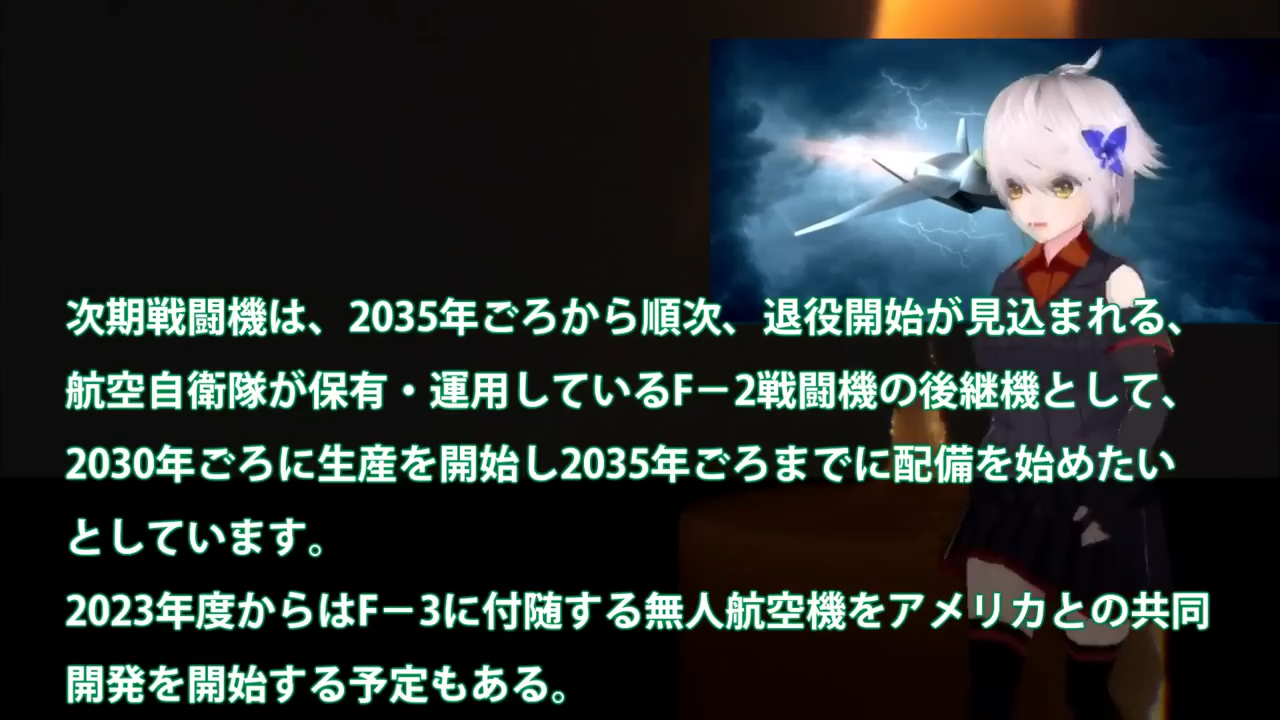 次期戦闘機は、2035年ごろから順次、退役開始が見込まれる、
航空自衛隊が保有・運用しているF－2戦闘機の後継機として、
2030年ごろに生産を開始し2035年ごろまでに配備を始めたい
としています。
2023年度からはF－3に付随する無人航空機をアメリカとの共同
開発を開始する予定もある。